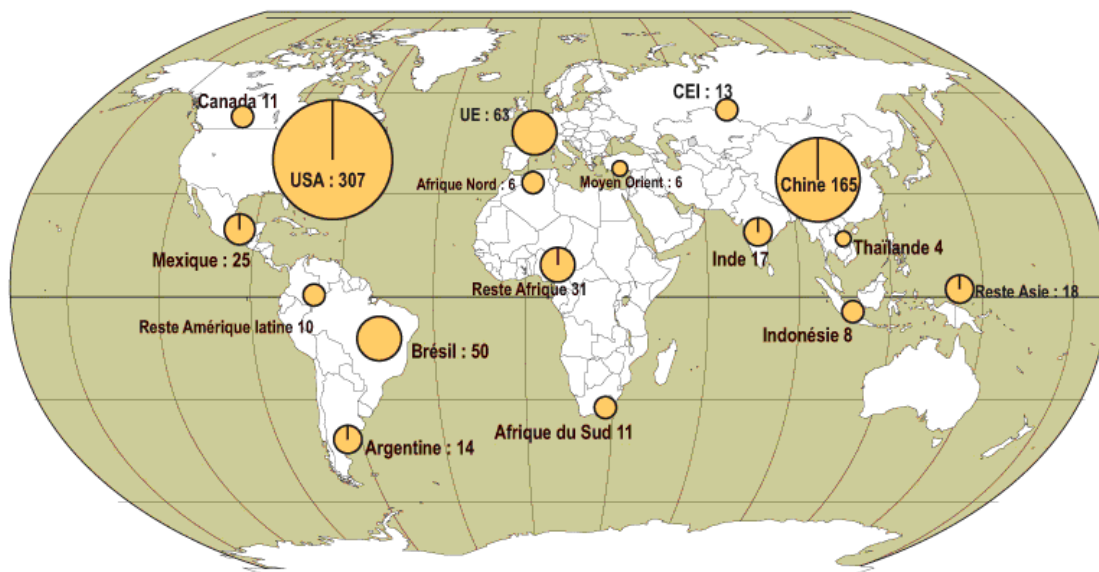 Canada 11
CEI : 13
UE : 63
USA : 307
Afrique Nord : 6
Moyen Orient : 6
Chine 165
Mexique : 25
Inde 17
Thaïlande 4
Reste Afrique 31
Reste Asie : 18
Reste Amérique latine 10
Indonésie 8
Brésil : 50
Afrique du Sud 11
Argentine : 14